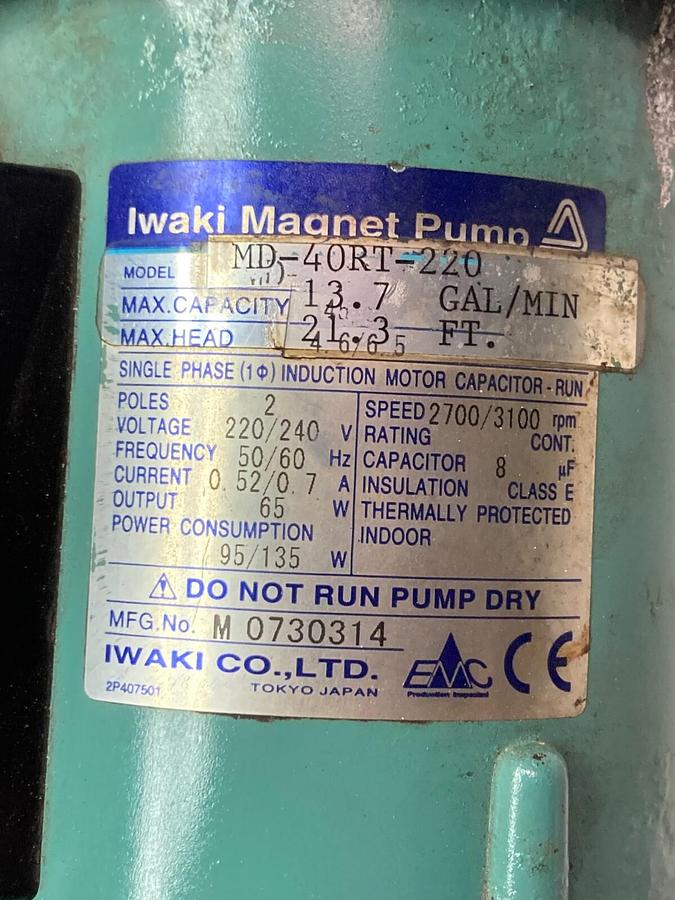 Iwaki Magnet Pump
MODEL MD-40RT-220
MAX.CAPACITY 13.7 GAL/MIN
MAX.HEAD 21.3 FT.
4.6/6.5
SINGLE PHASE (1Φ) INDUCTION MOTOR CAPACITOR-RUN
POLES 2
VOLTAGE 220/240 V
FREQUENCY 50/60 Hz
CURRENT 0.52/0.7 A
OUTPUT 65 W
POWER CONSUMPTION
95/135 W
SPEED 2700/3100 rpm
RATING CONT.
CAPACITOR 8 µF
INSULATION CLASS E
THERMALLY PROTECTED
INDOOR
DO NOT RUN PUMP DRY
MFG.No. M 0730314
IWAKI CO.,LTD.
TOKYO JAPAN
2P407501
EMC
Production Inspected
CE